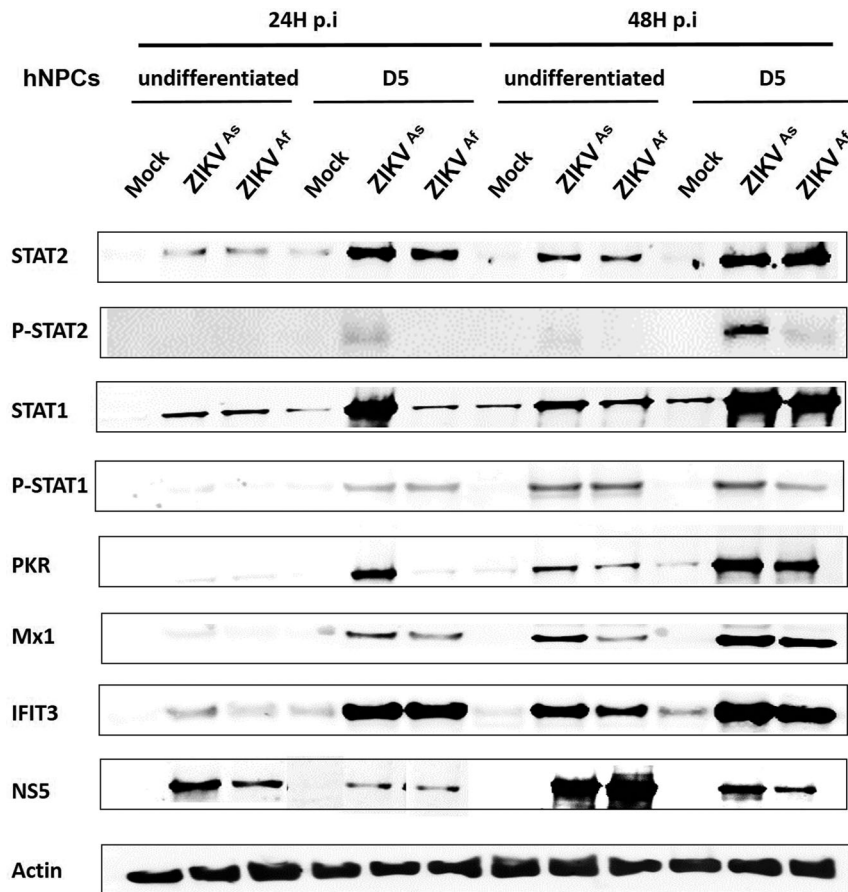 24H p.i 48H p.i
hNPCs undifferentiated D5 undifferentiated D5
Mock ZIKV As ZIKV Af Mock ZIKV As ZIKV Af Mock ZIKV As ZIKV Af Mock ZIKV As ZIKV Af
STAT2
P-STAT2
STAT1
P-STAT1
PKR
Mx1
IFIT3
NS5
Actin